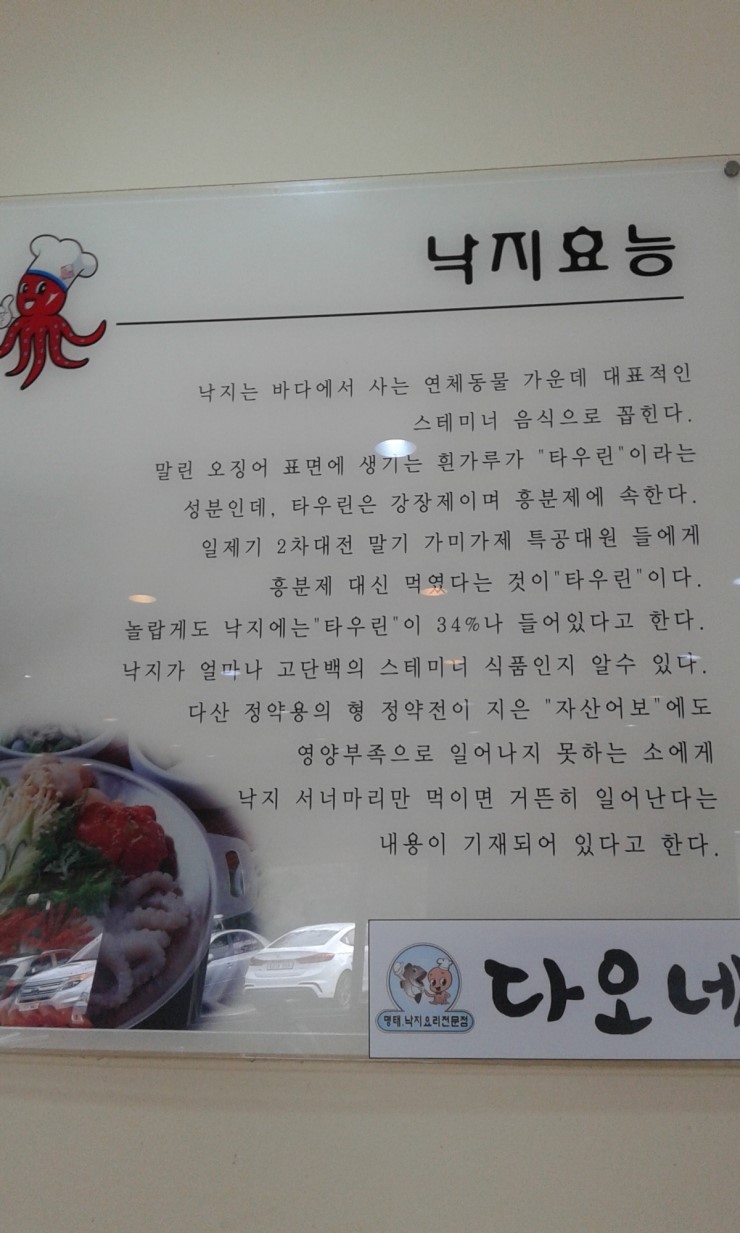 낙지효능
낙지는 바다에서 사는 연체동물 가운데 대표적인
스테미너 음식으로 꼽힌다.
말린 오징어 표면에 생기는 흰가루가 "타우린"이라는
성분인데, 타우린은 강장제이며 흥분제에 속한다.
일제기 2차대전 말기 가미가제 특공대원 들에게
흥분제 대신 먹였다는 것이"타우린"이다.
놀랍게도 낙지에는"타우린"이 34%나 들어있다고 한다.
낙지가 얼마나 고단백의 스테미너 식품인지 알수 있다.
다산 정약용의 형 정약전이 지은 "자산어보"에도
영양부족으로 일어나지 못하는 소에게
낙지 서너마리만 먹이면 거뜬히 일어난다는
내용이 기재되어 있다고 한다.
다오네
명태.낙지요리전문점